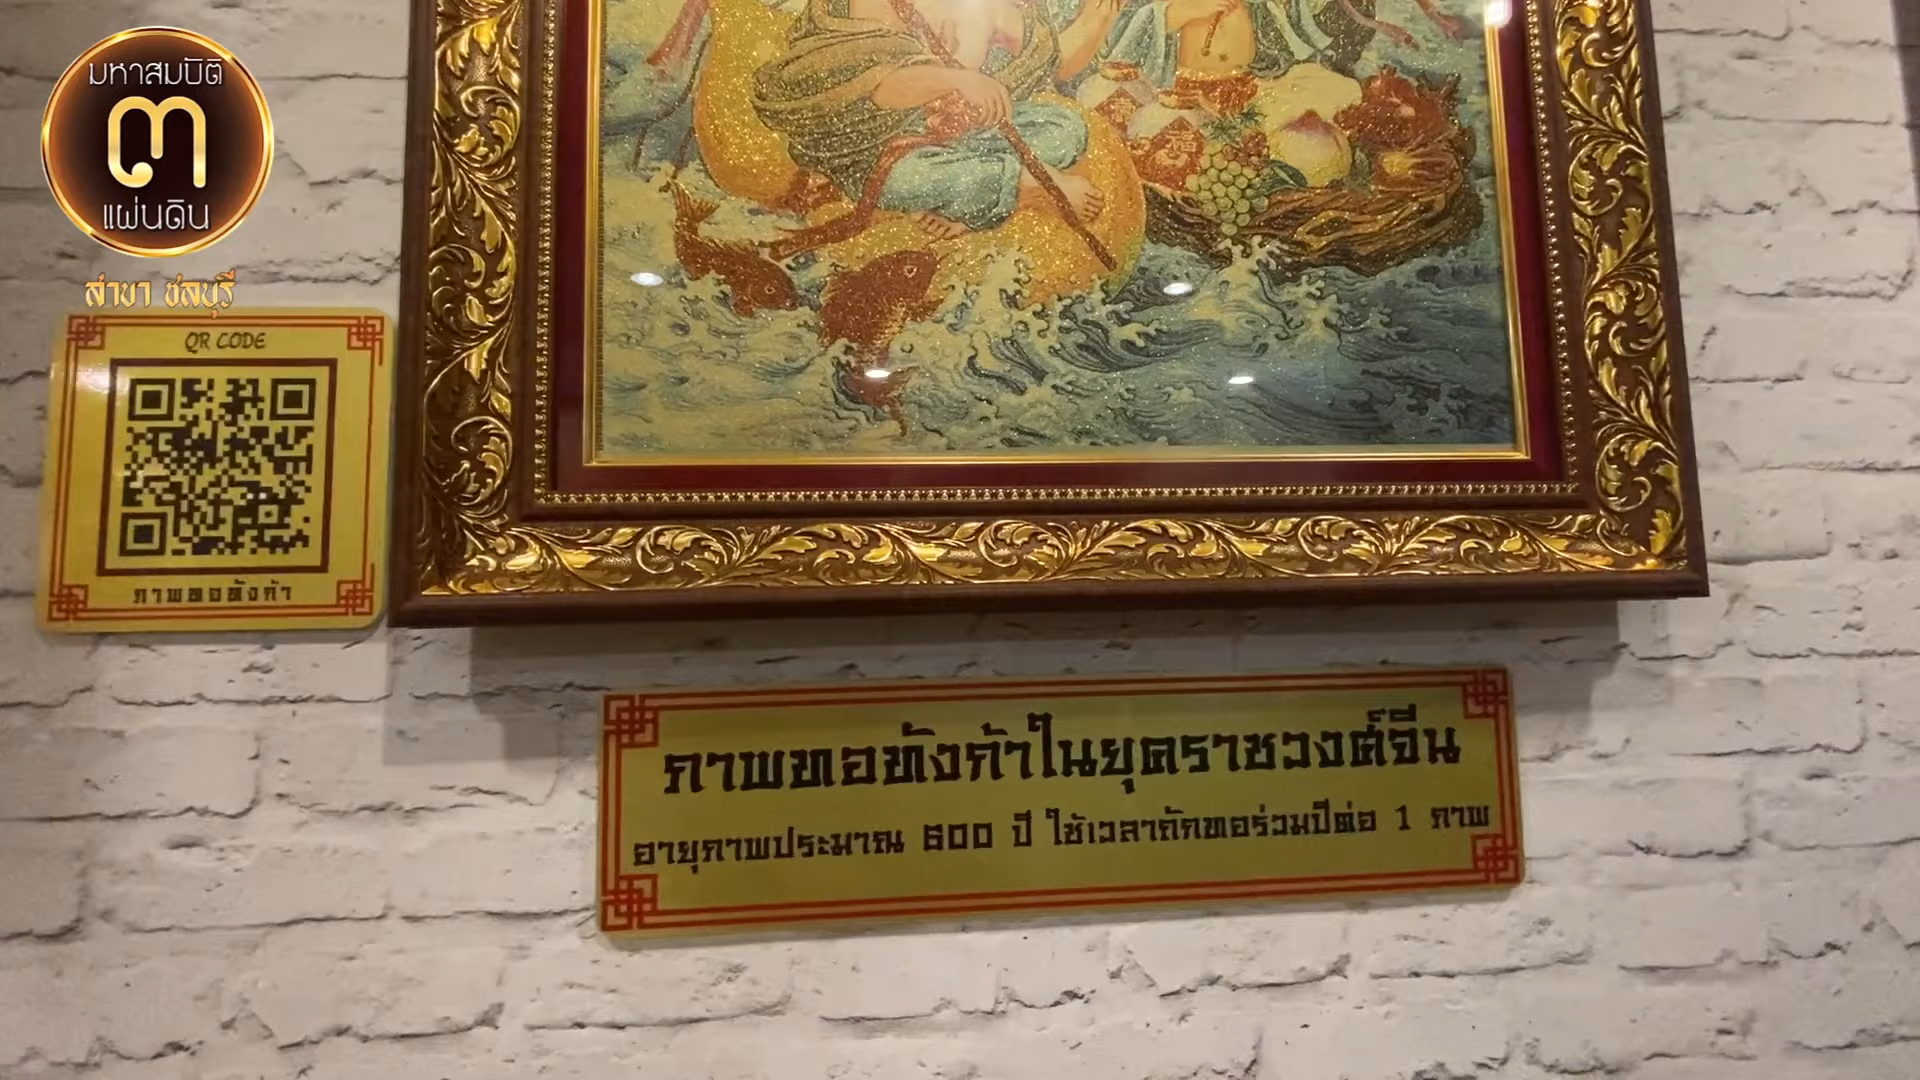 มหาสมบัติ
๓
แผ่นดิน
สาขา ชลบุรี
QR CODE
ภาพทอทังก้า
ภาพทอทังก้าในยุคราชวงศ์จีน
อายุภาพประมาณ 600 ปี ใช้เวลาถักทอร่วมปีต่อ 1 ภาพ